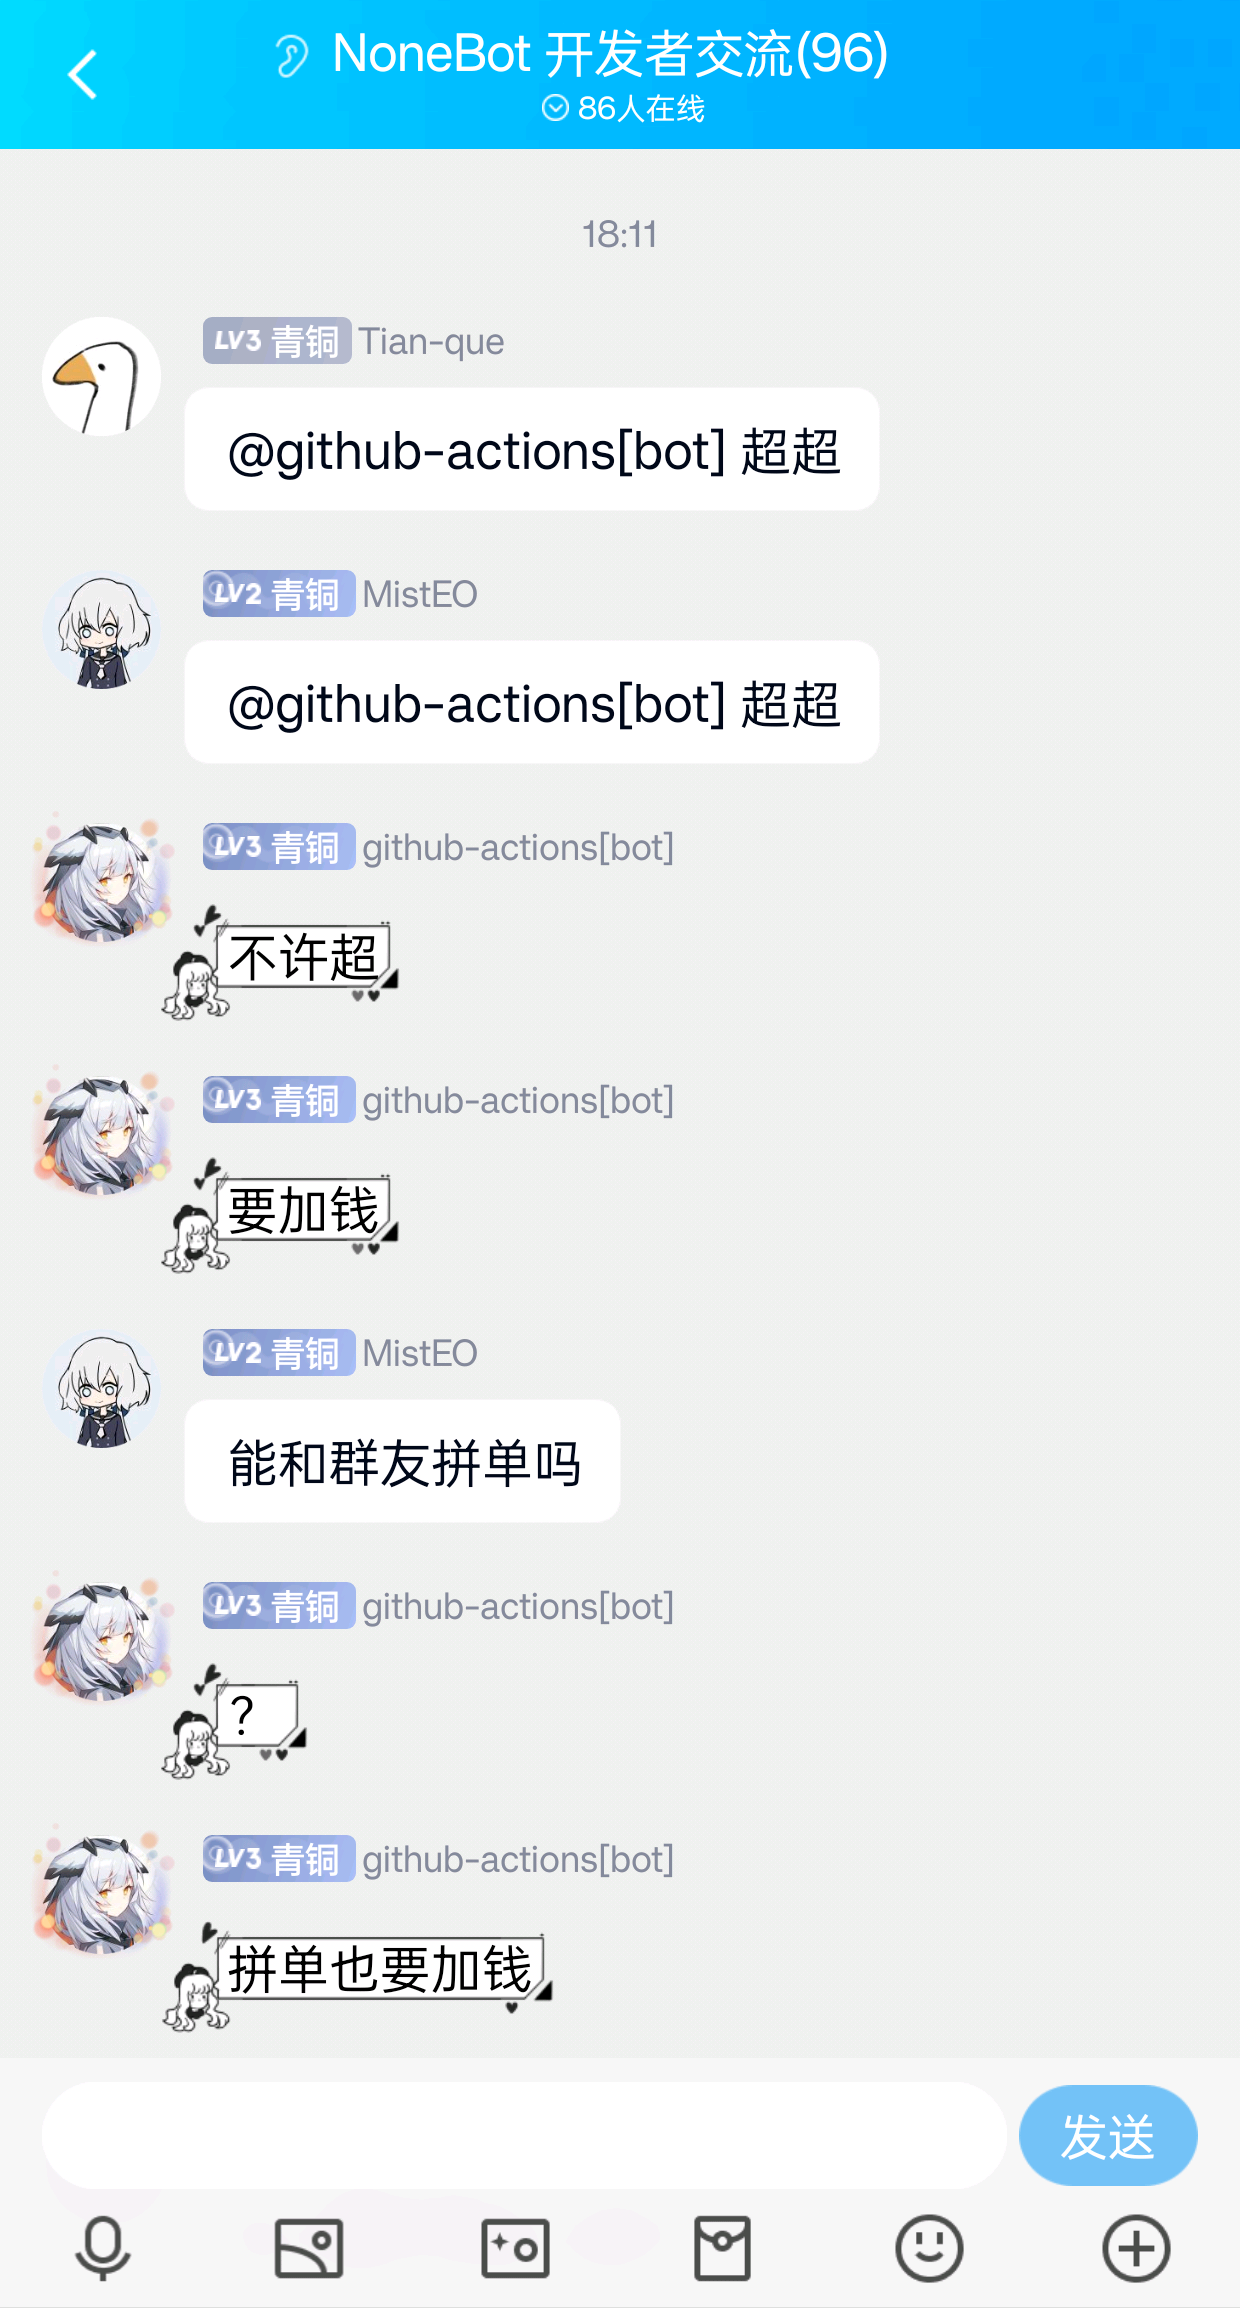 NoneBot 开发者交流(96)
86人在线
18:11
LV3 青铜 Tian-que
@github-actions[bot] 超超
LV2 青铜 MistEO
@github-actions[bot] 超超
LV3 青铜 github-actions[bot]
不许超
LV3 青铜 github-actions[bot]
要加钱
LV2 青铜 MistEO
能和群友拼单吗
LV3 青铜 github-actions[bot]
？
LV3 青铜 github-actions[bot]
拼单也要加钱
发送